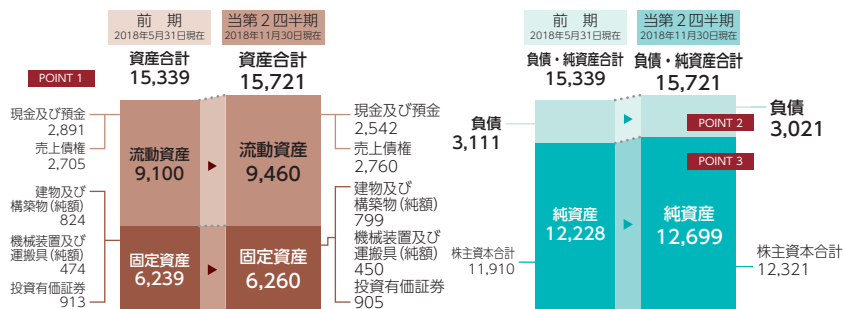 前 期
2018年5月31日現在
当第2四半期
2018年11月30日現在
資産合計
15,339
資産合計
15,721
POINT 1
現金及び預金
2,891
売上債権
2,705
建物及び
構築物(純額)
824
機械装置及び
運搬具(純額)
474
投資有価証券
913
流動資産
9,100
流動資産
9,460
固定資産
6,239
固定資産
6,260
現金及び預金
2,542
売上債権
2,760
建物及び
構築物(純額)
799
機械装置及び
運搬具(純額)
450
投資有価証券
905
前 期
2018年5月31日現在
当第2四半期
2018年11月30日現在
負債・純資産合計
15,339
負債・純資産合計
15,721
負債
3,111
負債
3,021
POINT 2
POINT 3
純資産
12,228
純資産
12,699
株主資本合計
11,910
株主資本合計
12,321